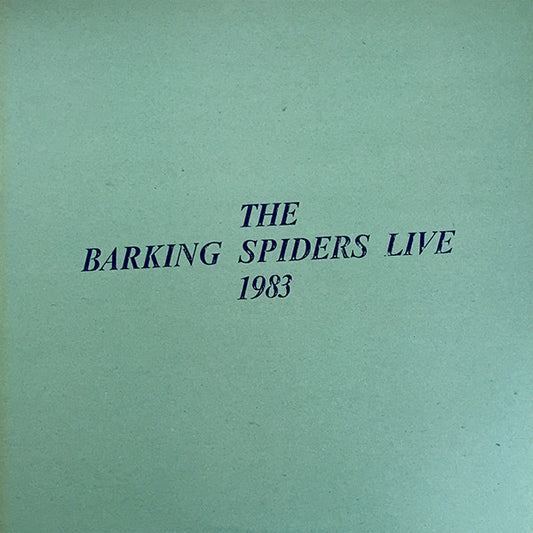 THE
BARKING SPIDERS LIVE
1983